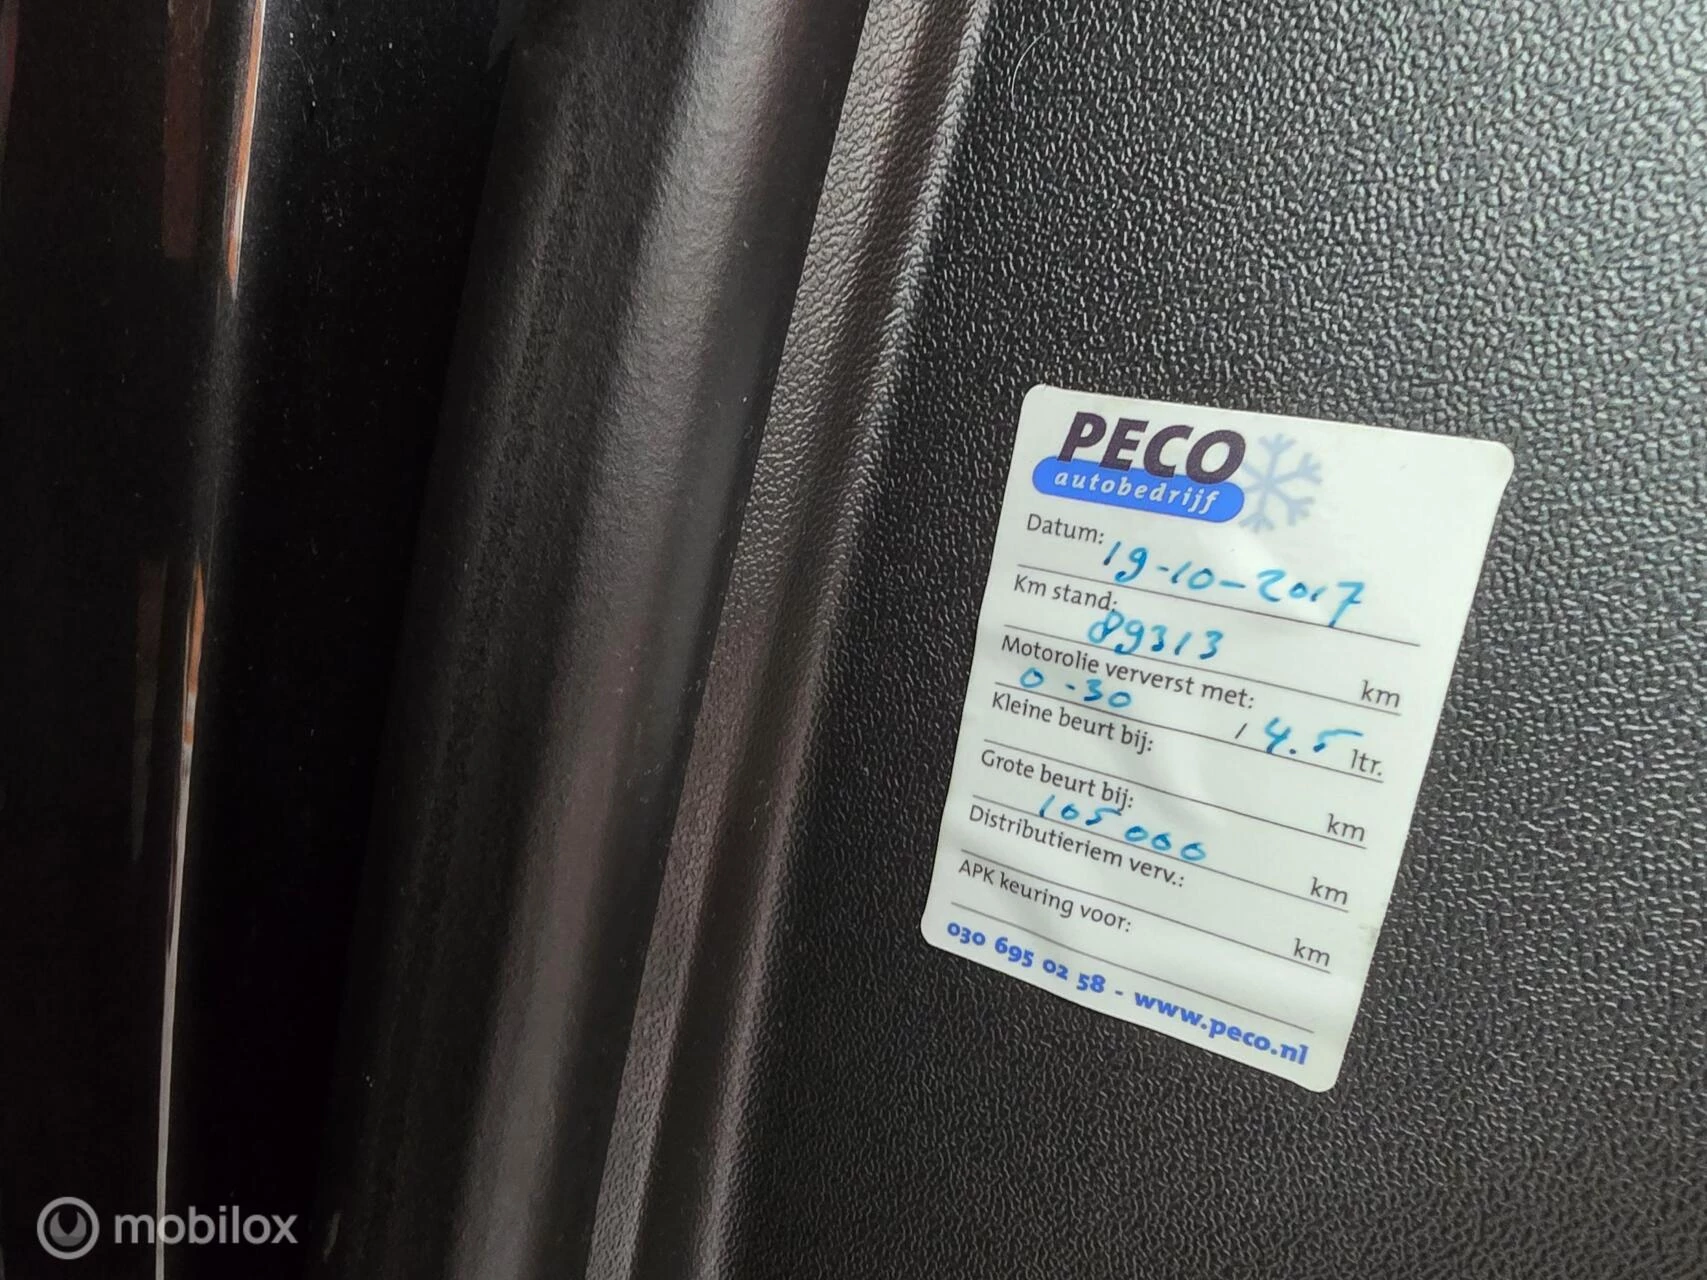 PECO
autobedrijf
Datum: 19-10-2017
Km stand: 89313 km
Motorolie ververst met:
0-30 / 4.5 ltr.
Kleine beurt bij: km
Grote beurt bij:
105000 km
Distributieriem verv.: km
APK keuring voor:
030 695 02 58 - www.peco.nl
mobilox